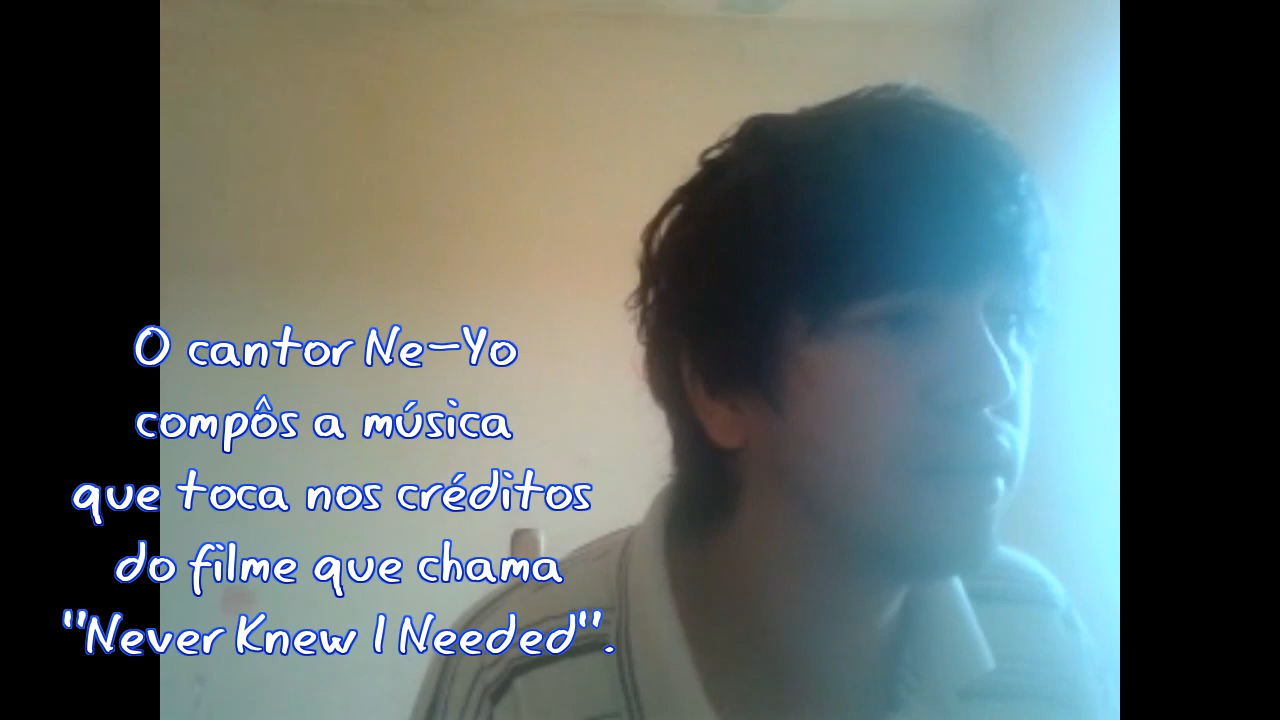 O cantor Ne-Yo
compôs a música
que toca nos créditos
do filme que chama
"Never Knew I Needed".